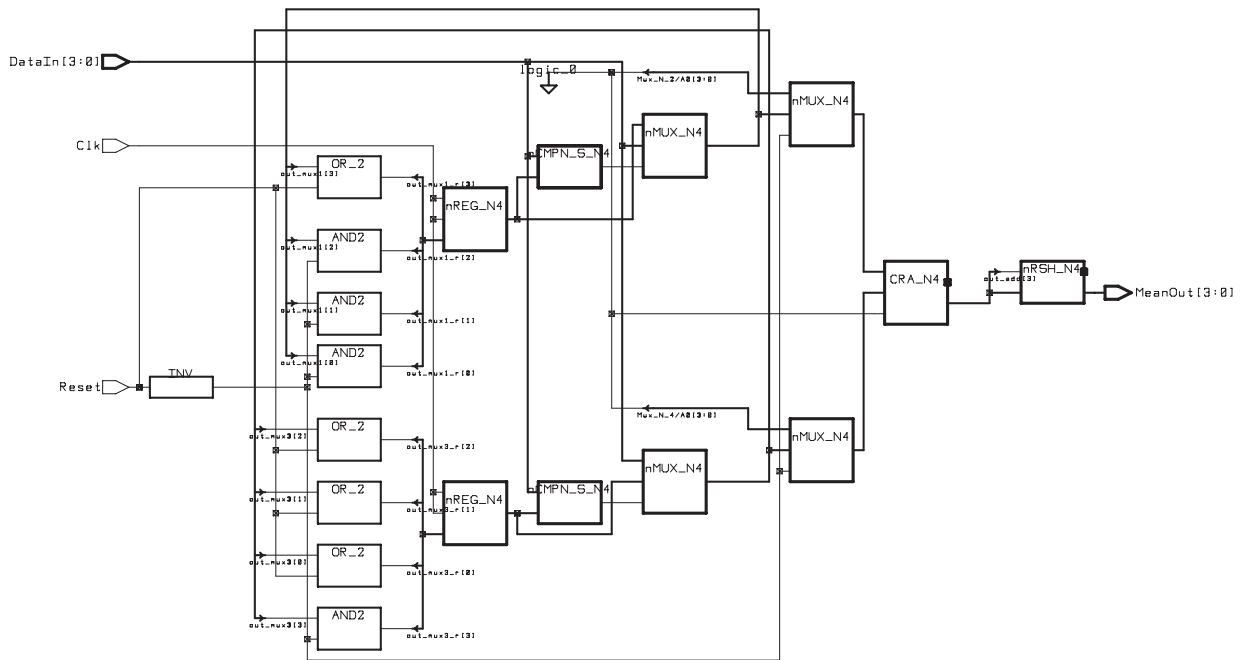 DataIn[3:0]
logic_0
Mux_N_2/A0[3:0]
nMUX_N4
nMUX_N4
Clk
nCMPN_S_N4
OR_2
out_mux1[3]
out_mux1_r[3]
nREG_N4
AND2
out_mux1[2]
out_mux1_r[2]
CRA_N4
nRSH_N4
out_add[3]
MeanOut[3:0]
AND2
out_mux1[1]
out_mux1_r[1]
AND2
out_mux1[0]
out_mux1_r[0]
Reset
INV
Mux_N_4/A0[3:0]
OR_2
out_mux3[2]
out_mux3_r[2]
nMUX_N4
nMUX_N4
OR_2
nREG_N4
nCMPN_S_N4
out_mux3[1]
out_mux3_r[1]
OR_2
out_mux3[0]
out_mux3_r[0]
AND2
out_mux3[3]
out_mux3_r[3]